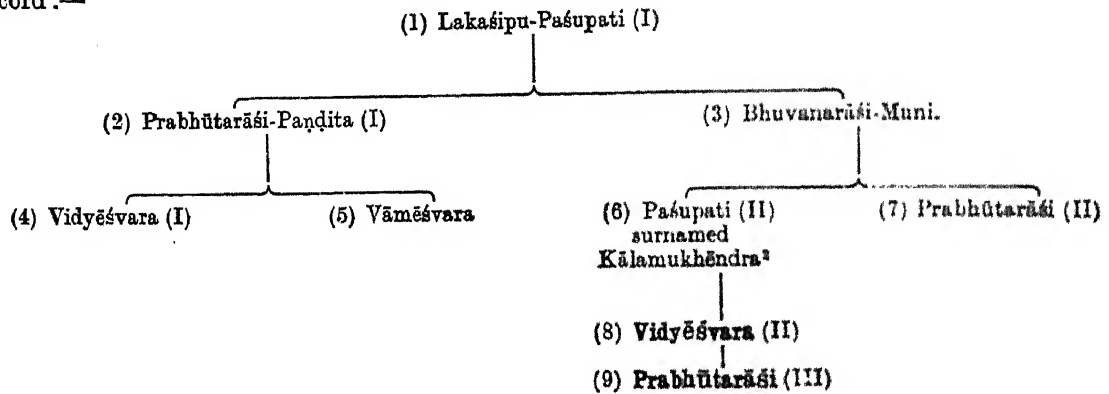 cord :—
(1) Lakaśipu-Paśupati (I)
(2) Prabhūtarāśi-Paṇḍita (I)
(3) Bhuvanarāśi-Muni.
(4) Vidyēśvara (I)
(5) Vāmēśvara
(6) Paśupati (II)
surnamed
Kālamukhēndra²
(7) Prabhūtarāśi (II)
(8) Vidyēśvara (II)
(9) Prabhūtarāśi (III)